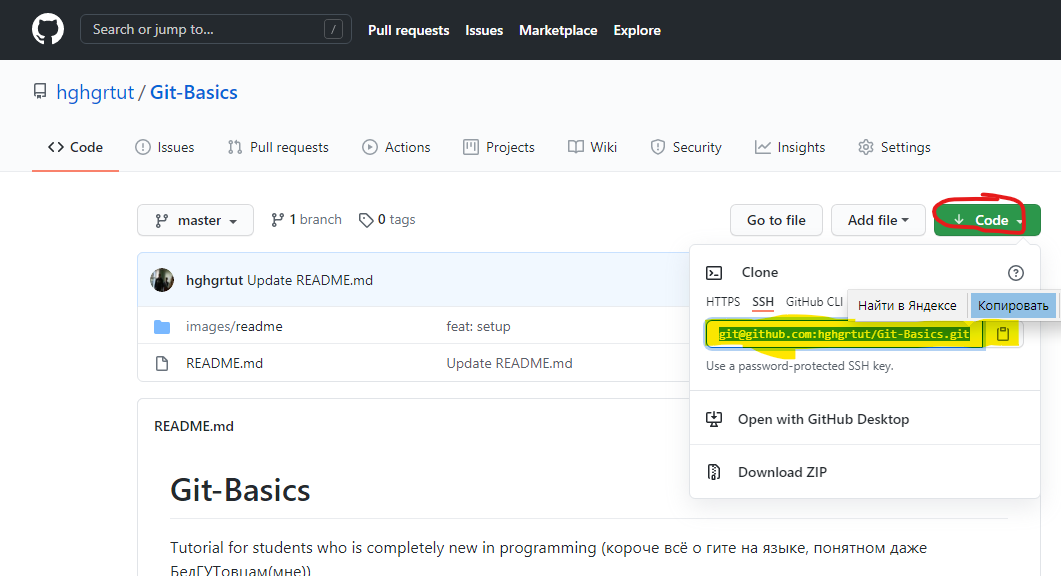 Search or jump to... / Pull requests Issues Marketplace Explore
hghgrtut / Git-Basics
Code Issues Pull requests Actions Projects Wiki Security Insights Settings
master 1 branch 0 tags Go to file Add file Code
hghgrtut Update README.md
images/readme feat: setup
README.md Update README.md
Clone
HTTPS SSH GitHub CLI
Найти в Яндексе Копировать
git@github.com:hghgrtut/Git-Basics.git
Use a password-protected SSH key.
Open with GitHub Desktop
Download ZIP
README.md
Git-Basics
Tutorial for students who is completely new in programming (короче всё о гите на языке, понятном даже
БелГУТовцам(мне))